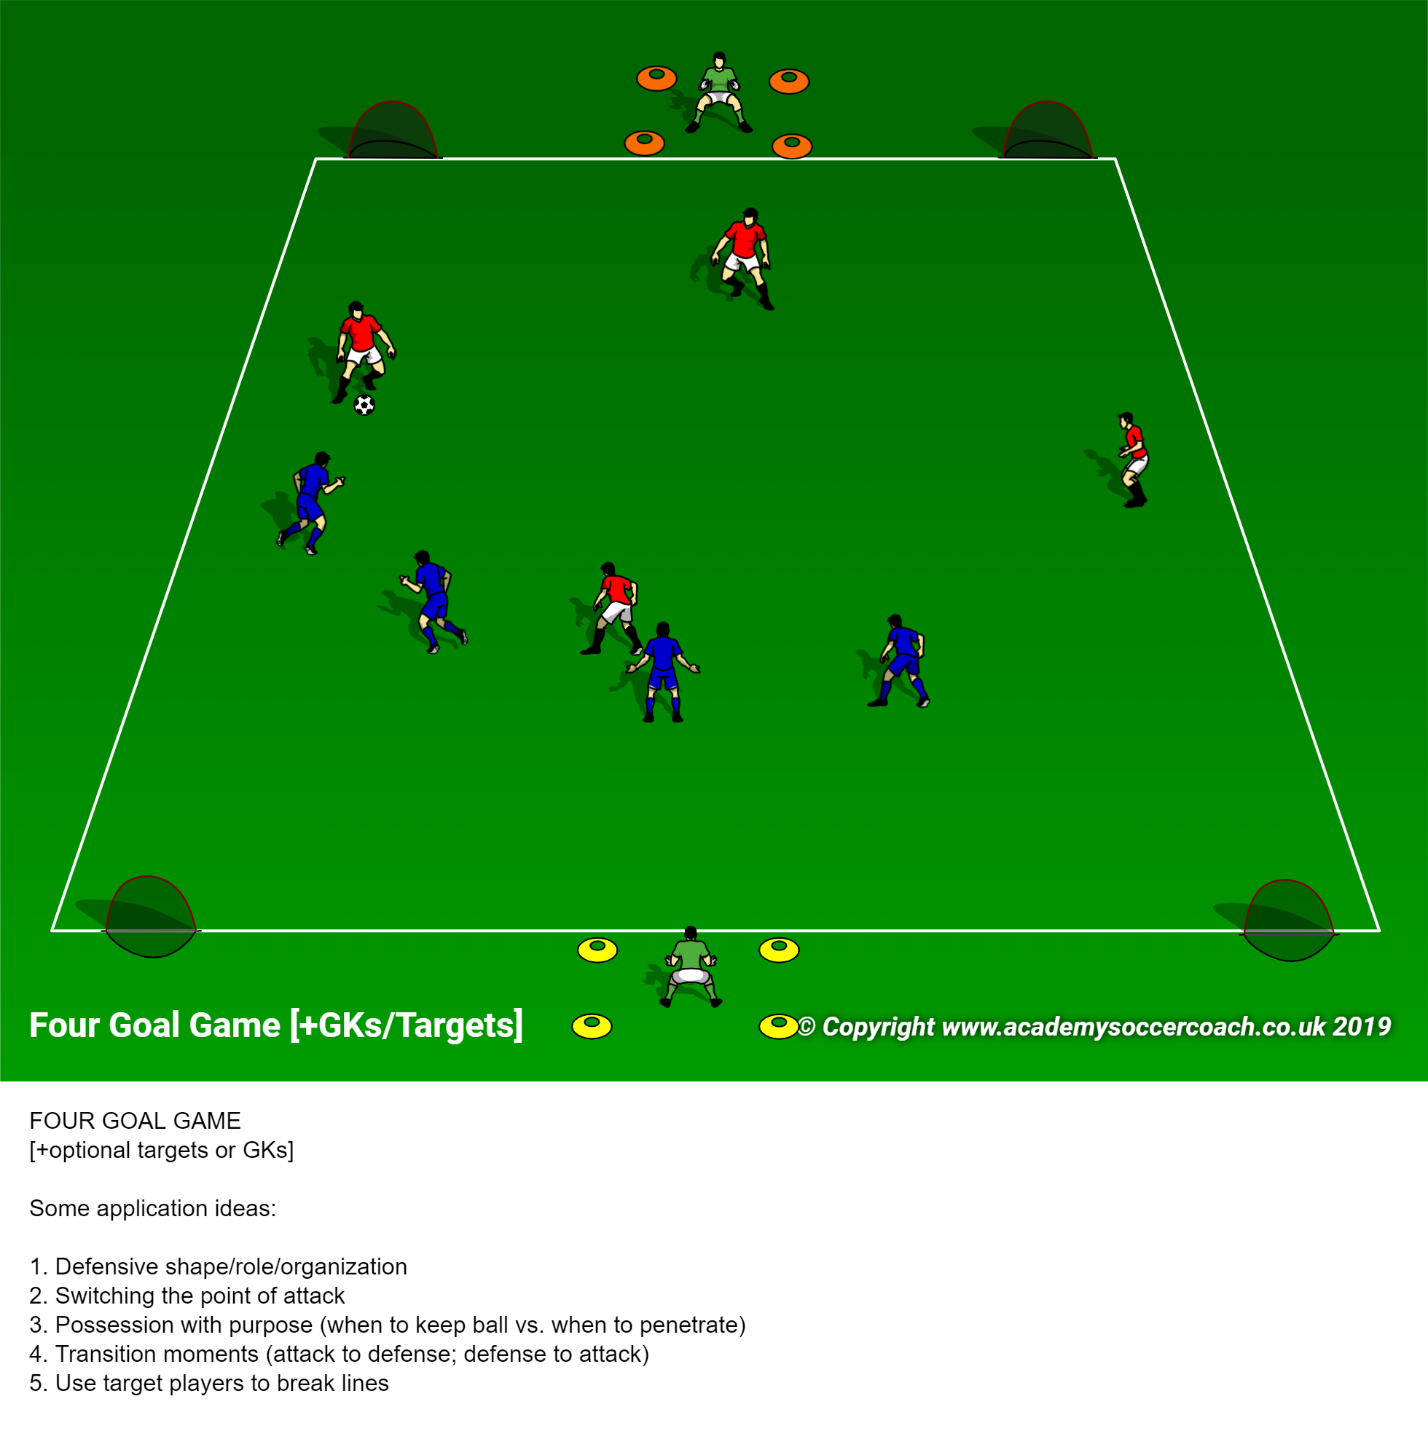 Four Goal Game [+GKs/Targets]
© Copyright www.academysoccercoach.co.uk 2019
FOUR GOAL GAME
[+optional targets or GKs]
Some application ideas:
1. Defensive shape/role/organization
2. Switching the point of attack
3. Possession with purpose (when to keep ball vs. when to penetrate)
4. Transition moments (attack to defense; defense to attack)
5. Use target players to break lines